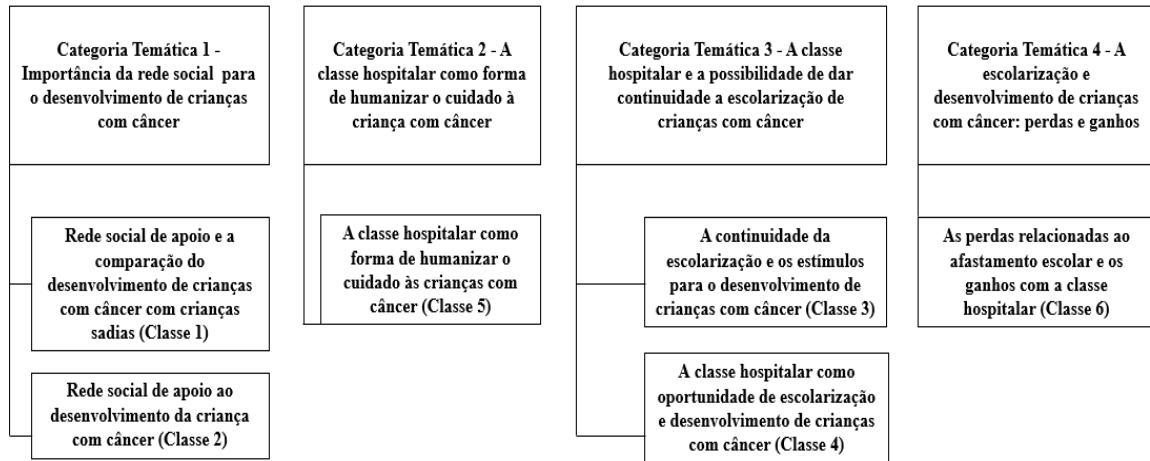 Categoria Temática 1 -
Importância da rede social para
o desenvolvimento de crianças
com câncer
Categoria Temática 2 - A
classe hospitalar como forma
de humanizar o cuidado à
criança com câncer
Categoria Temática 3 - A classe
hospitalar e a possibilidade de dar
continuidade a escolarização de
crianças com câncer
Categoria Temática 4 - A
escolarização e
desenvolvimento de crianças
com câncer: perdas e ganhos
Rede social de apoio e a
comparação do
desenvolvimento de crianças
com câncer com crianças
sadias (Classe 1)
Rede social de apoio ao
desenvolvimento da criança
com câncer (Classe 2)
A classe hospitalar como
forma de humanizar o
cuidado às crianças com
câncer (Classe 5)
A continuidade da
escolarização e os estímulos
para o desenvolvimento de
crianças com câncer (Classe 3)
A classe hospitalar como
oportunidade de escolarização
e desenvolvimento de crianças
com câncer (Classe 4)
As perdas relacionadas ao
afastamento escolar e os
ganhos com a classe
hospitalar (Classe 6)